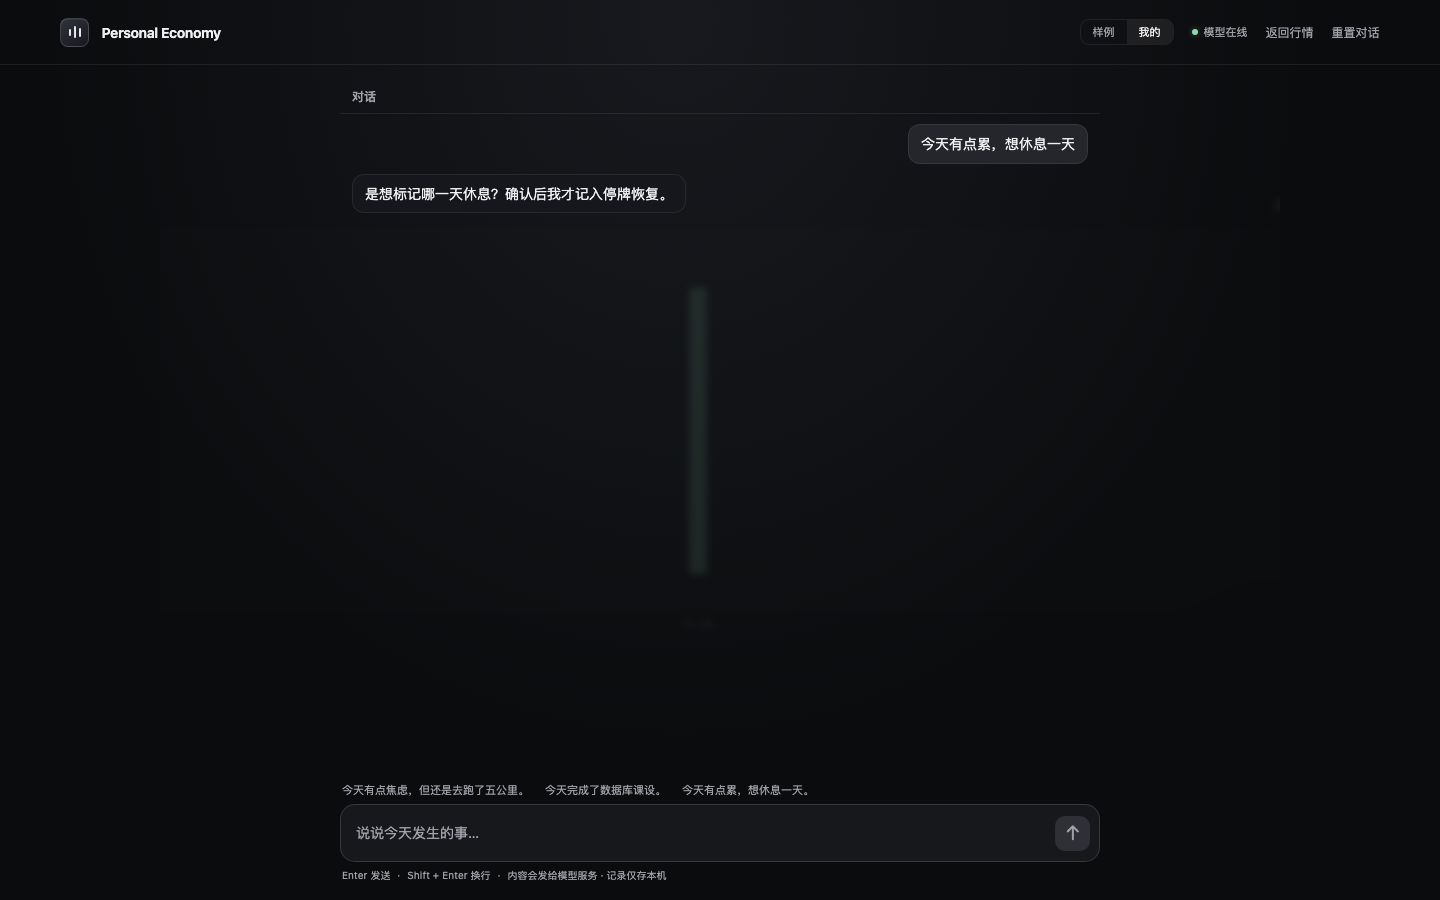 Personal Economy
样例
我的
模型在线
返回行情
重置对话
对话
今天有点累，想休息一天
是想标记哪一天休息？确认后我才记入停牌恢复。
今天有点焦虑，但还是去跑了五公里。
今天完成了数据库课设。
今天有点累，想休息一天。
说说今天发生的事...
Enter 发送 · Shift + Enter 换行 · 内容会发给模型服务 · 记录仅存本机